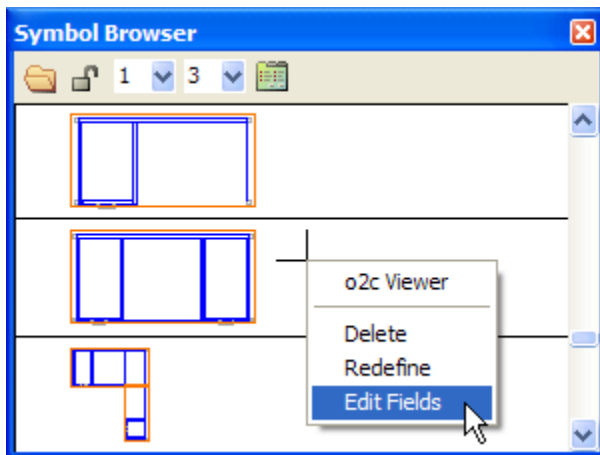 Symbol Browser
1 3
o2c Viewer
Delete
Redefine
Edit Fields